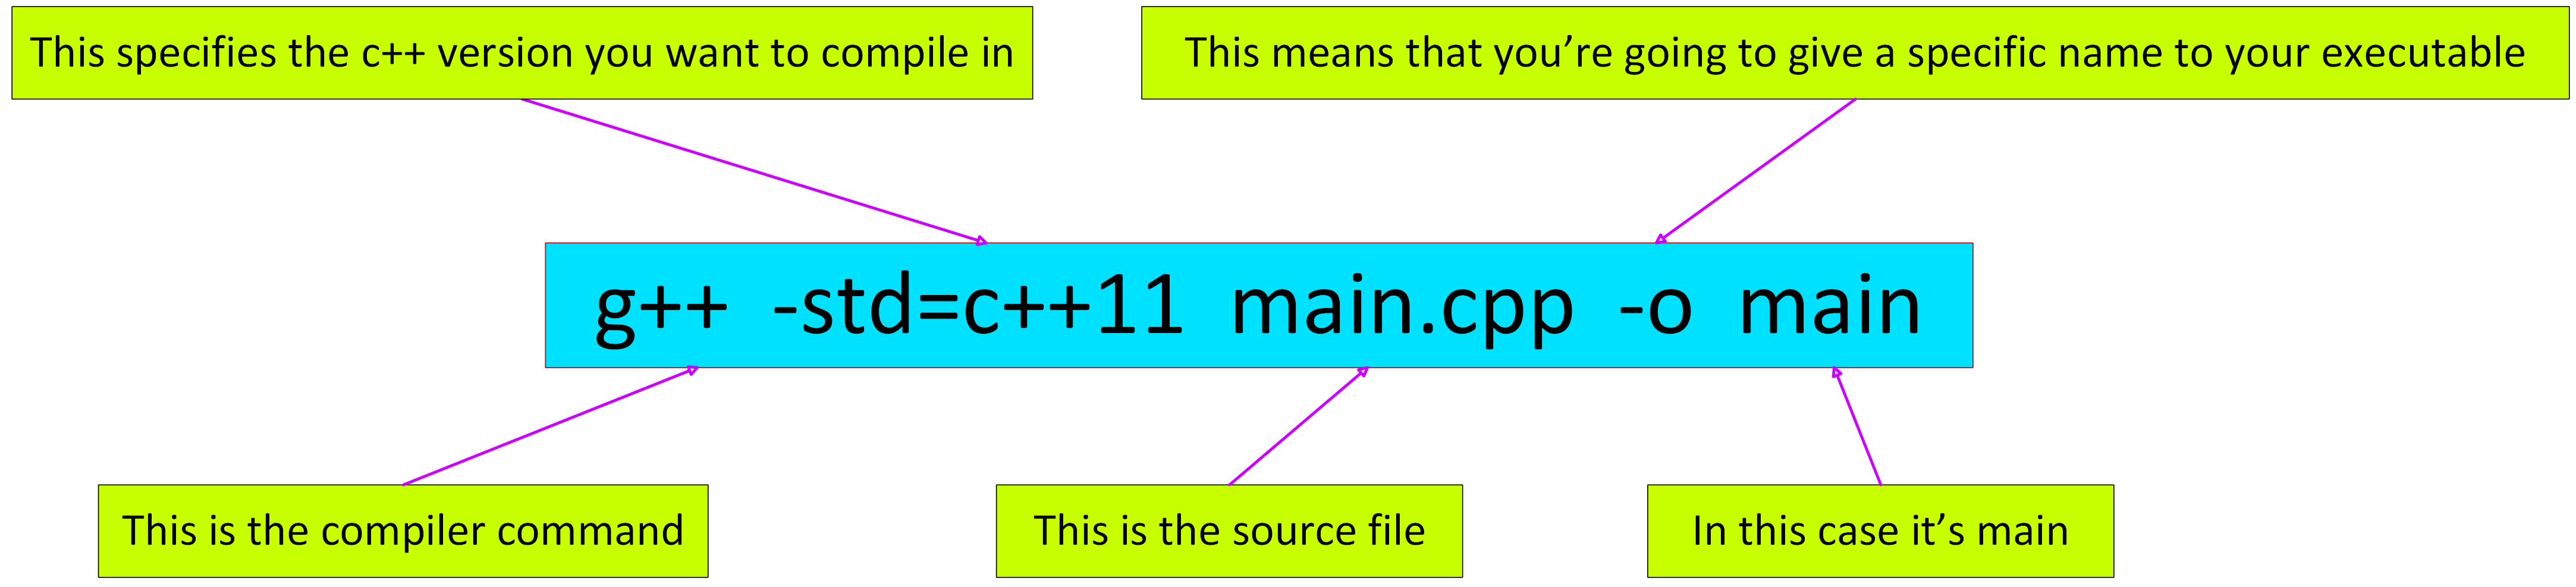 This specifies the c++ version you want to compile in
This means that you’re going to give a specific name to your executable
g++ -std=c++11 main.cpp -o main
This is the compiler command
This is the source file
In this case it’s main